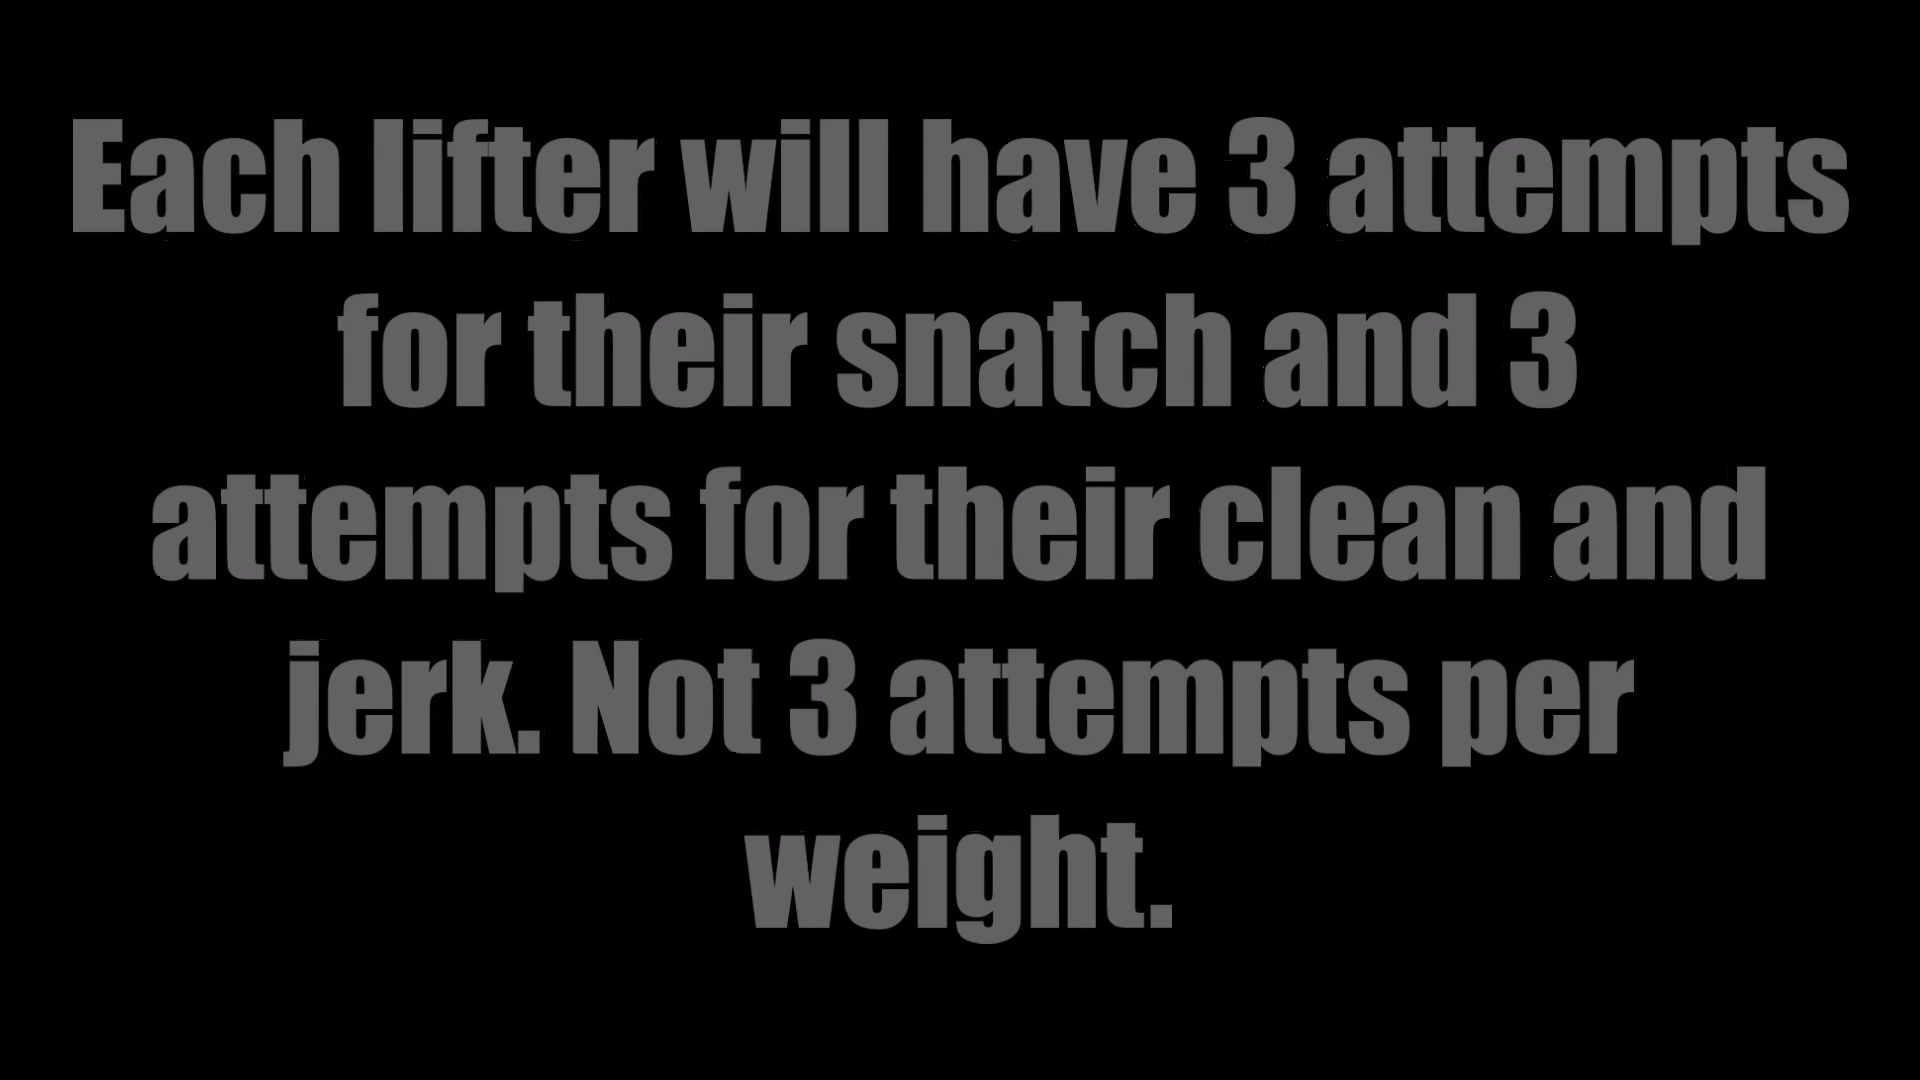 Each lifter will have 3 attempts
for their snatch and 3
attempts for their clean and
jerk. Not 3 attempts per
weight.